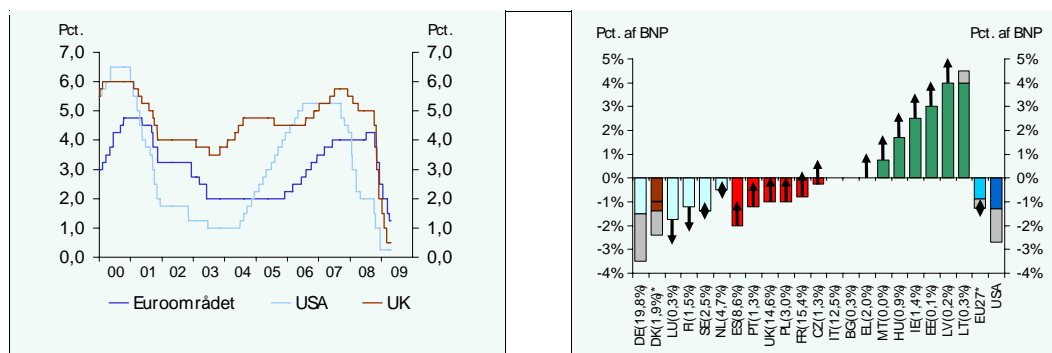 Pct. Pct.
7,0 7,0
6,0 6,0
5,0 5,0
4,0 4,0
3,0 3,0
2,0 2,0
1,0 1,0
0,0 0,0
00 01 02 03 04 05 06 07 08 09
Euroområdet USA UK
Pct. af BNP Pct. af BNP
5% 5%
4% 4%
3% 3%
2% 2%
1% 1%
0% 0%
-1% -1%
-2% -2%
-3% -3%
-4% -4%
DE(19,8%)
DK(1,9%)*
LU(0,3%)
FI(1,5%)
SE(2,5%)
NL(4,7%)
ES(8,6%)
PT(1,3%)
UK(14,6%)
PL(3,0%)
FR(15,4%)
CZ(1,3%)
IT(12,5%)
BG(0,3%)
EL(2,0%)
MT(0,0%)
HU(0,9%)
IE(1,4%)
EE(0,1%)
LV(0,2%)
LT(0,3%)
EU27*
USA